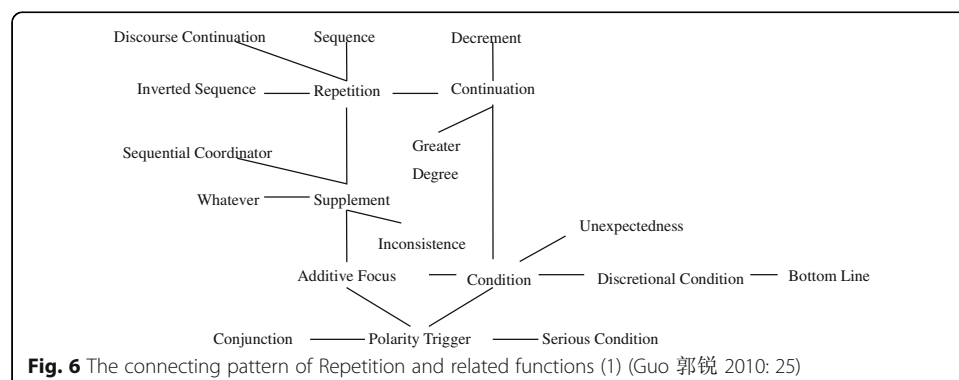 Discourse Continuation Sequence Decrement
Inverted Sequence Repetition Continuation
Greater
Degree
Sequential Coordinator
Whatever Supplement
Unexpectedness
Inconsistence
Additive Focus Condition Discretional Condition Bottom Line
Conjunction Polarity Trigger Serious Condition
Fig. 6 The connecting pattern of Repetition and related functions (1) (Guo 郭锐 2010: 25)